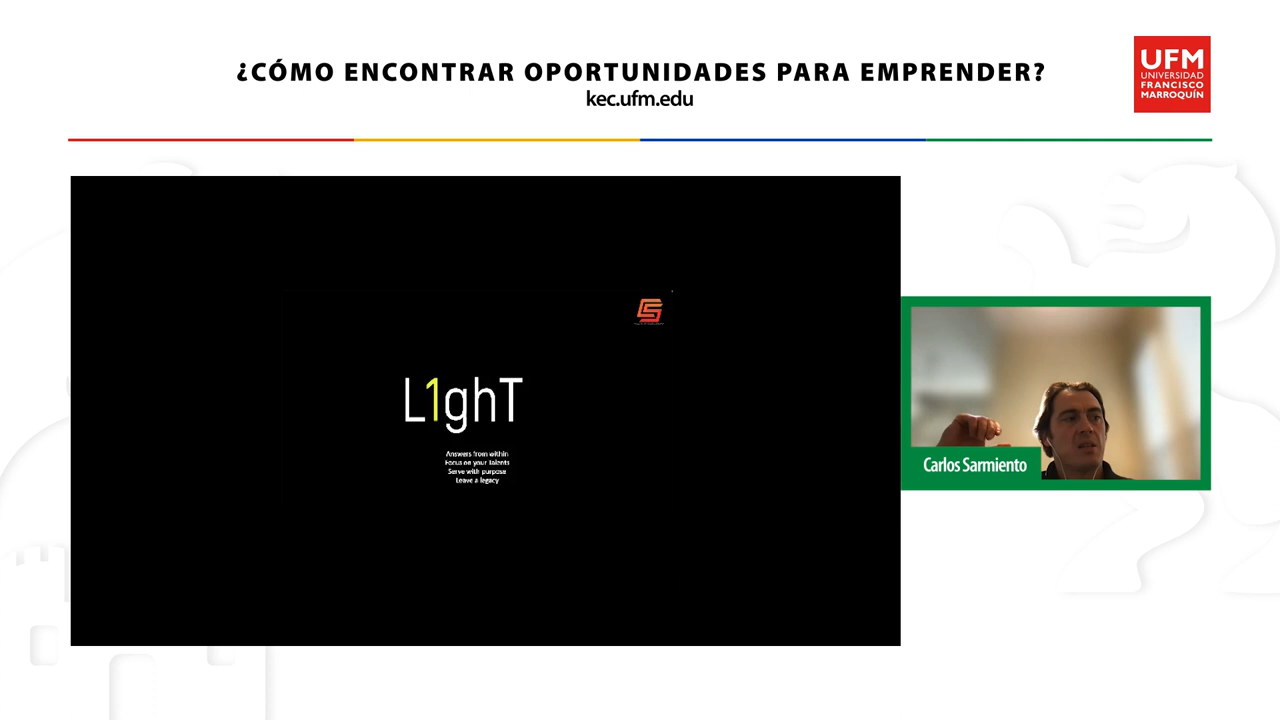 ¿CÓMO ENCONTRAR OPORTUNIDADES PARA EMPRENDER?
kec.ufm.edu
UFM
UNIVERSIDAD
FRANCISCO
MARROQUÍN
L1ghT
Answers from within
Focus on your talents
Serve with purpose
Leave a legacy
Carlos Sarmiento